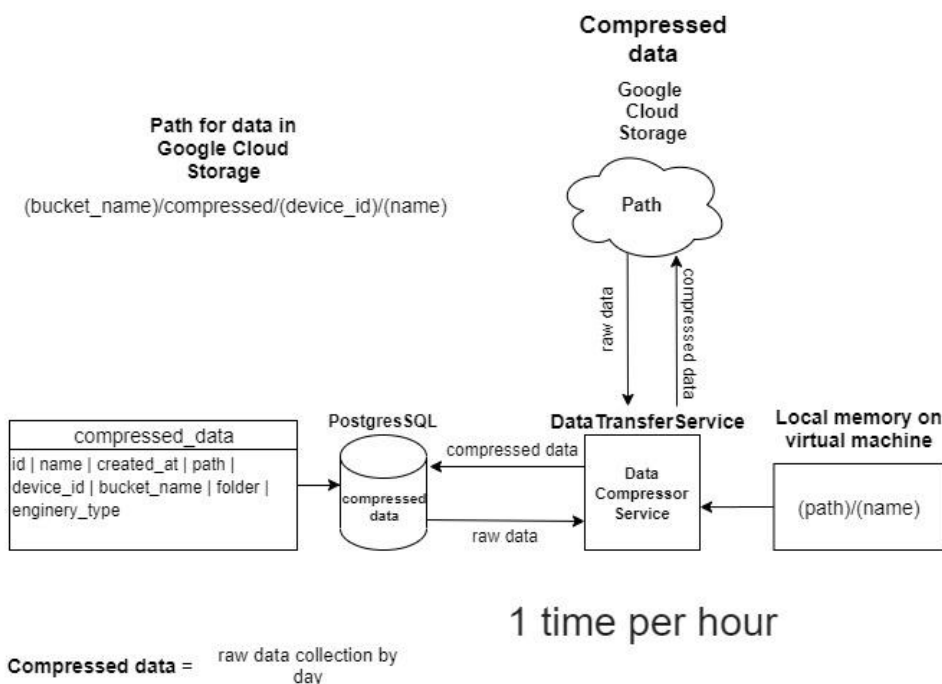 Compressed
data
Google
Cloud
Storage
Path for data in
Google Cloud
Storage
(bucket_name)/compressed/(device_id)/(name)
Path
raw data
compressed data
compressed_data
id | name | created_at | path |
device_id | bucket_name | folder |
enginery_type
PostgresSQL
compressed
data
compressed data
raw data
DataTransferService
Data
Compressor
Service
Local memory on
virtual machine
(path)/(name)
1 time per hour
Compressed data = raw data collection by
day